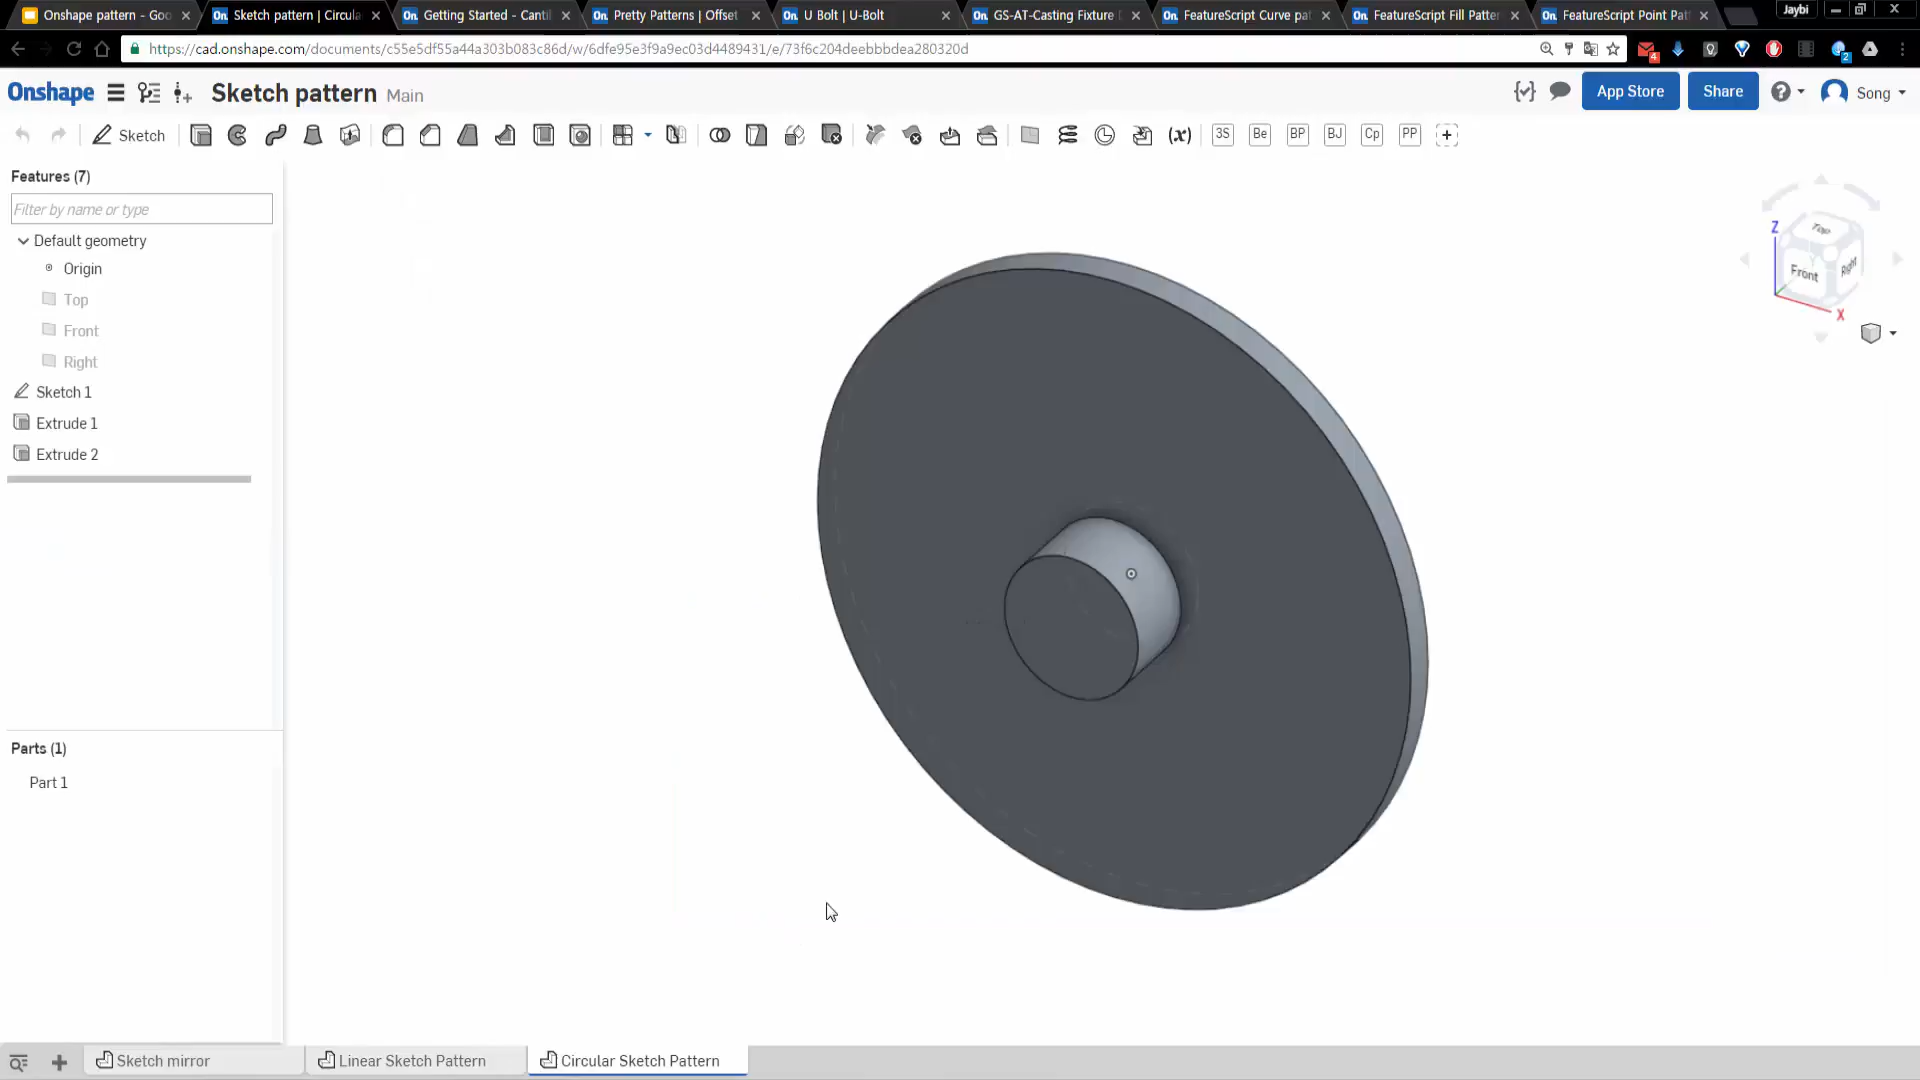 Onshape pattern - Goo
Sketch pattern | Circula
Getting Started - Canti
Pretty Patterns | Offset
U Bolt | U-Bolt
GS-AT-Casting Fixture
FeatureScript Curve pat
FeatureScript Fill Patter
FeatureScript Point Pat
Jaybi
https://cad.onshape.com/documents/c55e5df55a44a303b083c86d/w/6dfe95e3f9a9ec03d4489431/e/73f6c204deebbbdea280320d
4
2
Onshape
Sketch pattern Main
App Store
Share
Song
Sketch
(x)
3S
Be
BP
BJ
Cp
PP
Features (7)
Filter by name or type
Default geometry
Origin
Top
Front
Right
Sketch 1
Extrude 1
Extrude 2
Z
Top
Front
Right
X
Parts (1)
Part 1
Sketch mirror
Linear Sketch Pattern
Circular Sketch Pattern